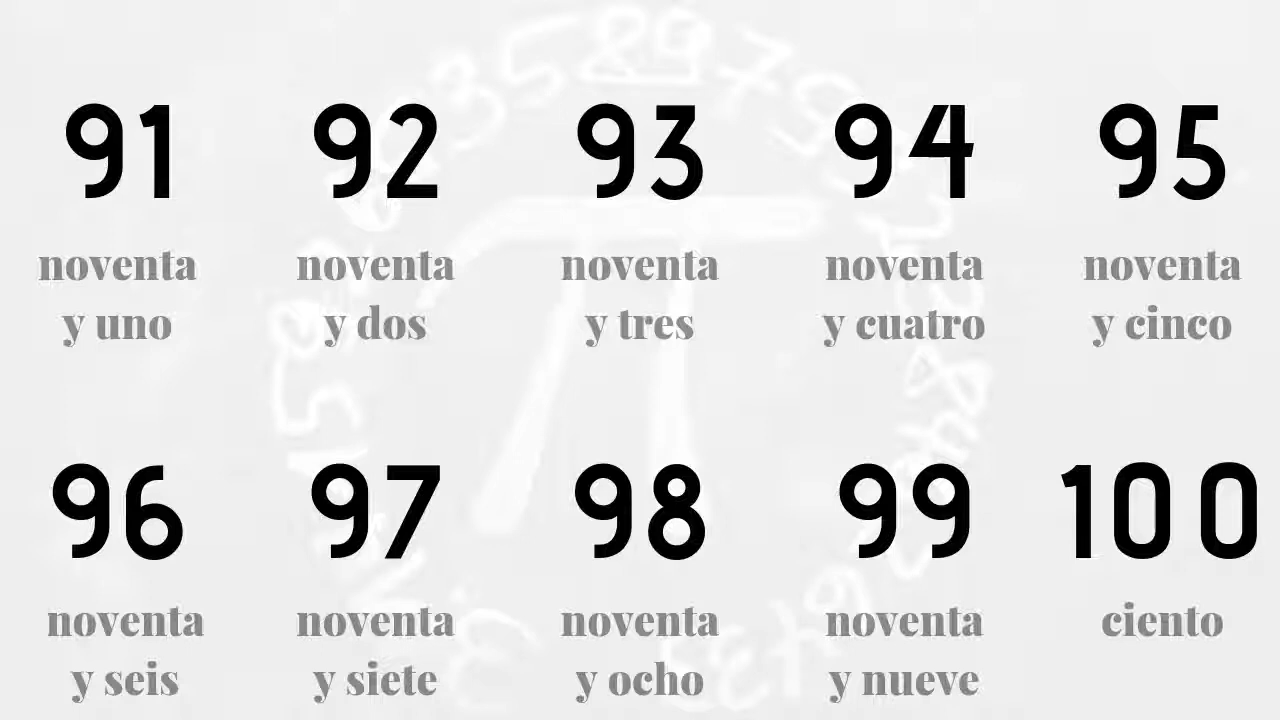 91 92 93 94 95
noventa noventa noventa noventa noventa
y uno y dos y tres y cuatro y cinco
96 97 98 99 100
noventa noventa noventa noventa ciento
y seis y siete y ocho y nueve